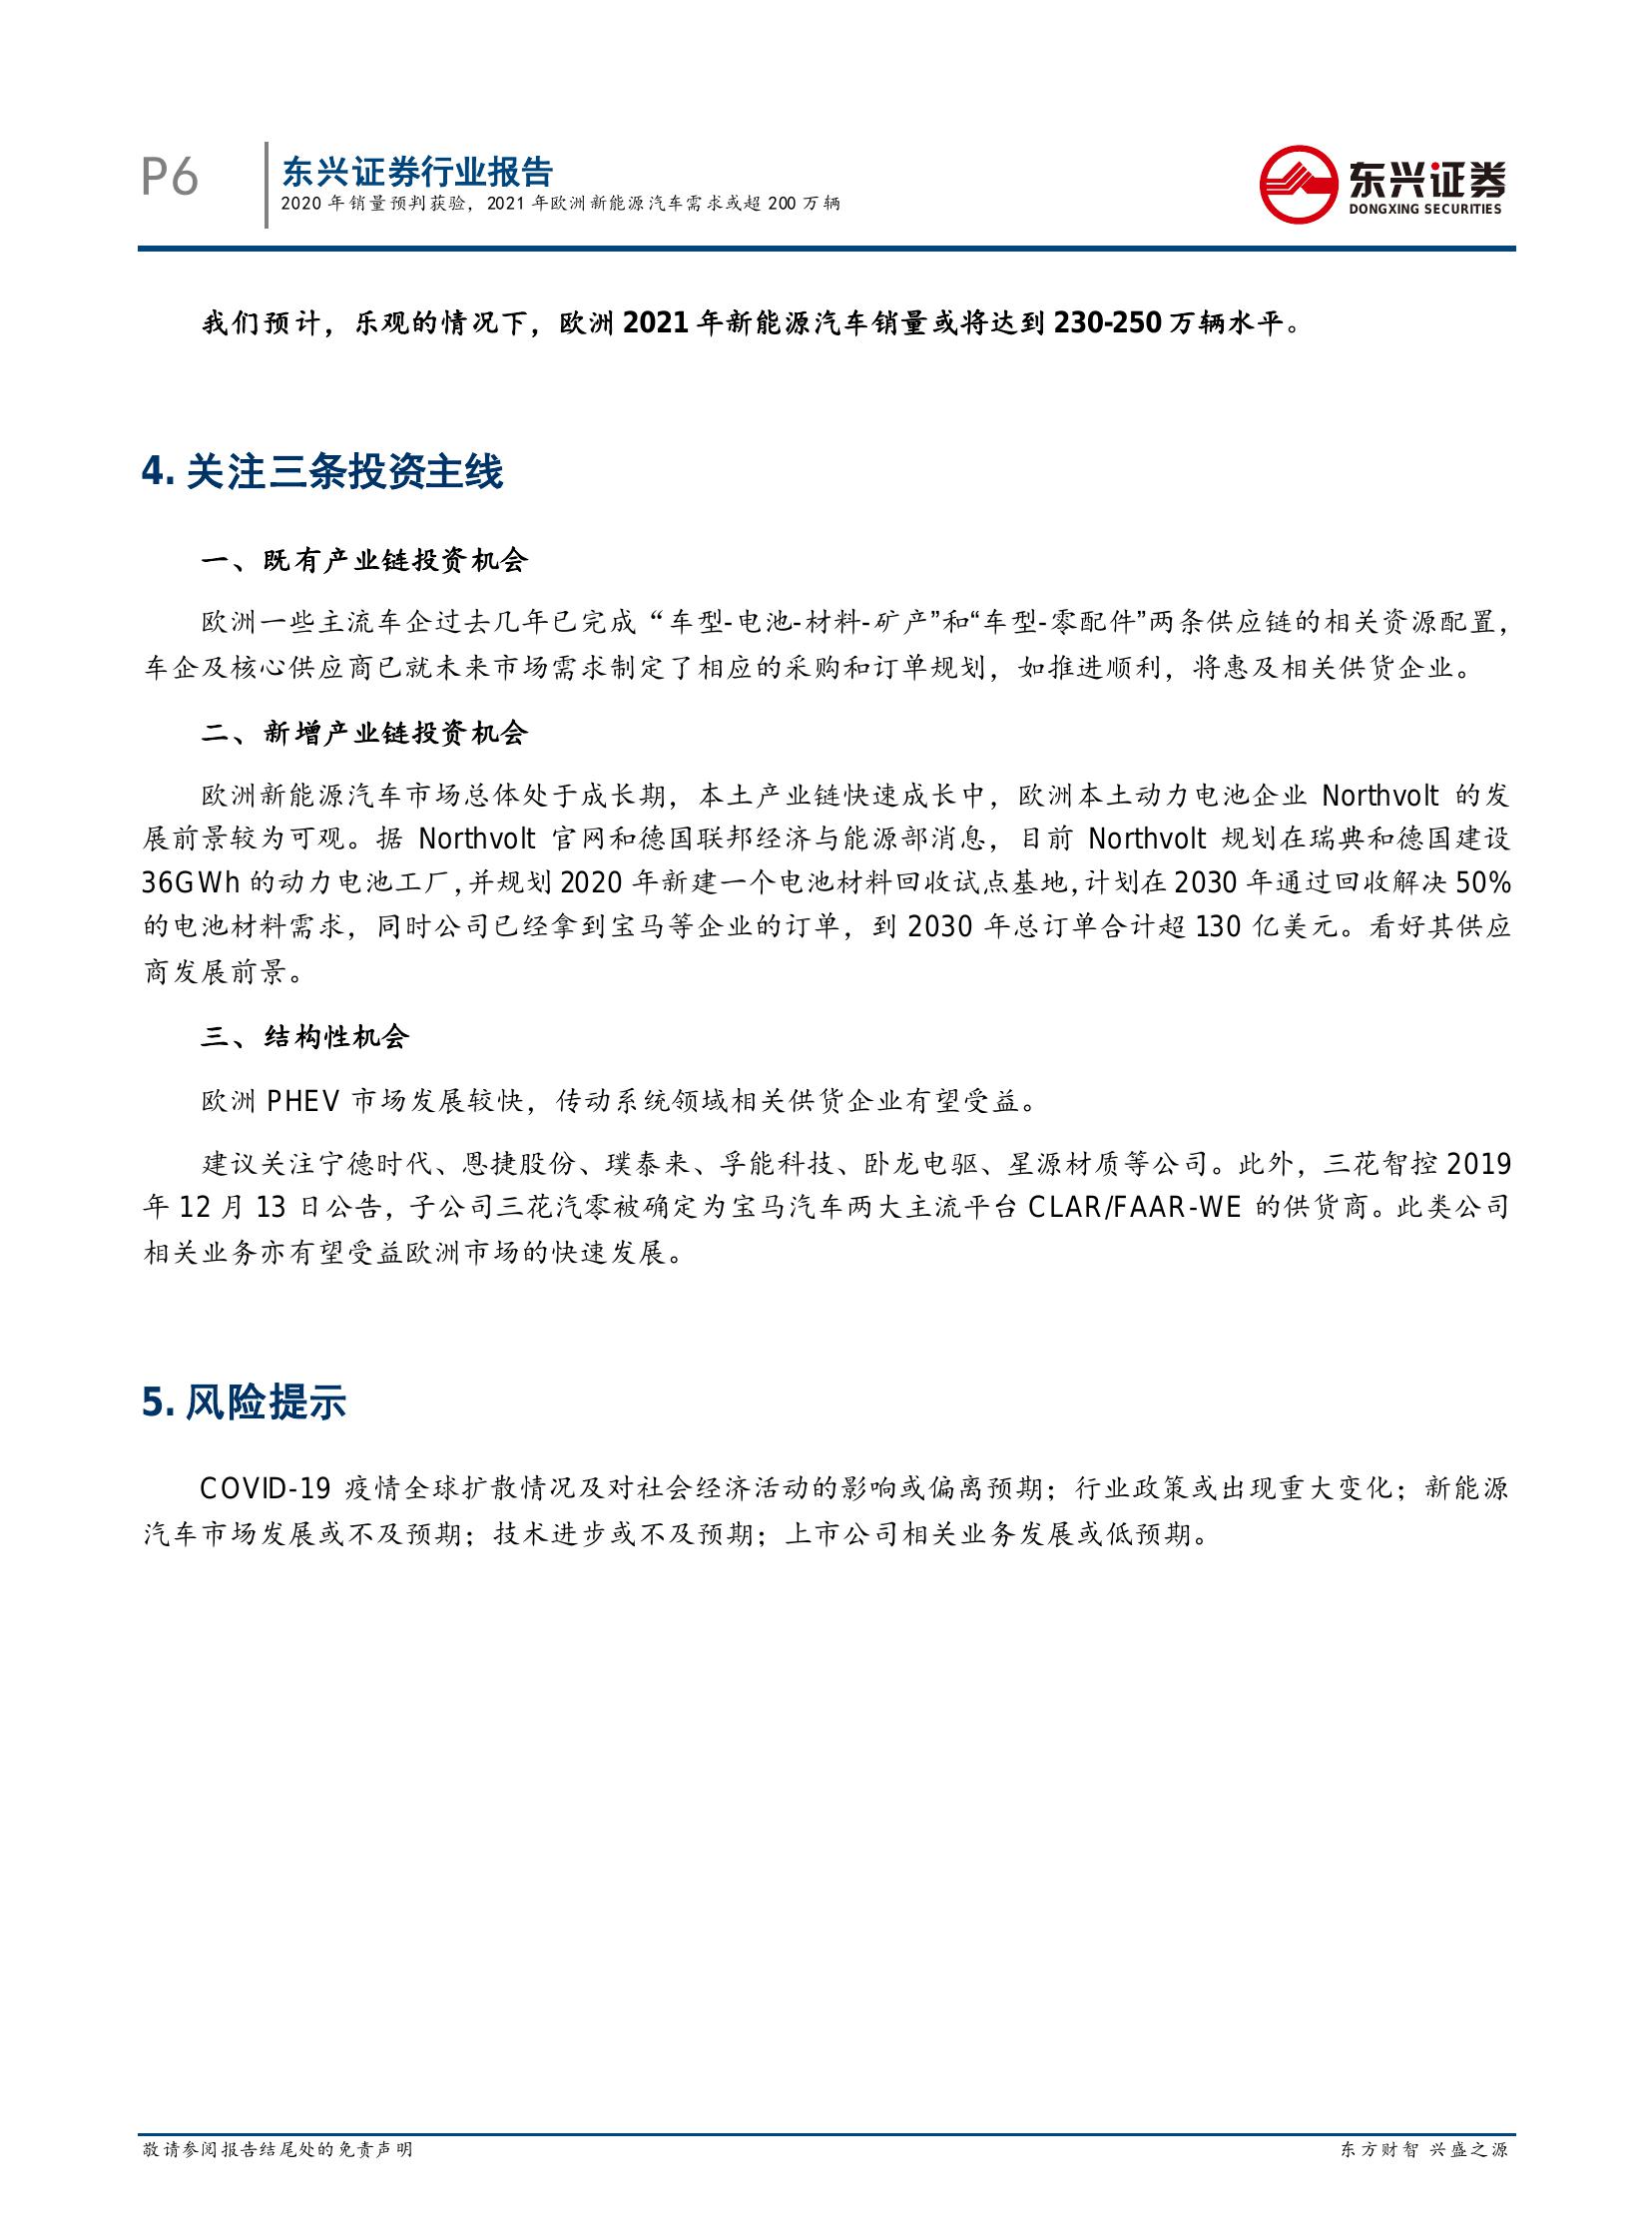 P6
东兴证券行业报告
2020 年销量预判获验，2021 年欧洲新能源汽车需求或超 200 万辆
东兴证券
DONGXING SECURITIES
我们预计，乐观的情况下，欧洲 2021 年新能源汽车销量或将达到 230-250 万辆水平。
4. 关注三条投资主线
一、既有产业链投资机会
欧洲一些主流车企过去几年已完成“车型-电池-材料-矿产”和“车型-零配件”两条供应链的相关资源配置，
车企及核心供应商已就未来市场需求制定了相应的采购和订单规划，如推进顺利，将惠及相关供货企业。
二、新增产业链投资机会
欧洲新能源汽车市场总体处于成长期，本土产业链快速成长中，欧洲本土动力电池企业 Northvolt 的发
展前景较为可观。据 Northvolt 官网和德国联邦经济与能源部消息，目前 Northvolt 规划在瑞典和德国建设
36GWh 的动力电池工厂，并规划 2020 年新建一个电池材料回收试点基地，计划在 2030 年通过回收解决 50%
的电池材料需求，同时公司已经拿到宝马等企业的订单，到 2030 年总订单合计超 130 亿美元。看好其供应
商发展前景。
三、结构性机会
欧洲 PHEV 市场发展较快，传动系统领域相关供货企业有望受益。
建议关注宁德时代、恩捷股份、璞泰来、孚能科技、卧龙电驱、星源材质等公司。此外，三花智控 2019
年 12 月 13 日公告，子公司三花汽零被确定为宝马汽车两大主流平台 CLAR/FAAR-WE 的供货商。此类公司
相关业务亦有望受益欧洲市场的快速发展。
5. 风险提示
COVID-19 疫情全球扩散情况及对社会经济活动的影响或偏离预期；行业政策或出现重大变化；新能源
汽车市场发展或不及预期；技术进步或不及预期；上市公司相关业务发展或低预期。
敬请参阅报告结尾处的免责声明
东方财智 兴盛之源